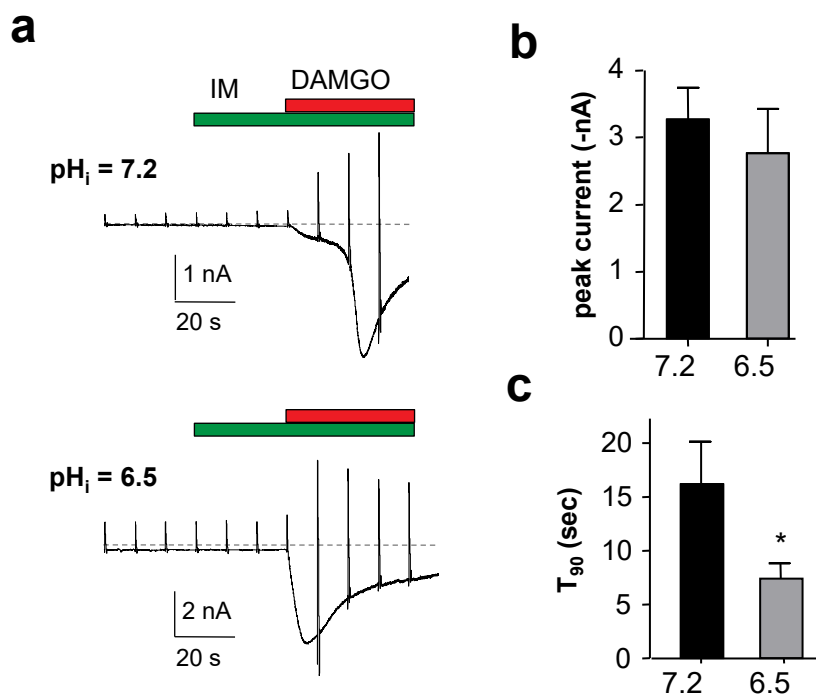 a
IM DAMGO
pHi = 7.2
1 nA
20 s
pHi = 6.5
2 nA
20 s
b
peak current (-nA)
4
3
2
1
0
7.2 6.5
c
T90 (sec)
20
15
10
5
0
*
7.2 6.5